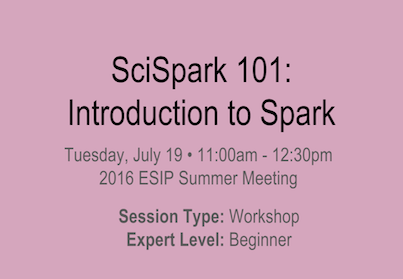 SciSpark 101:
Introduction to Spark
Tuesday, July 19 • 11:00am - 12:30pm
2016 ESIP Summer Meeting
Session Type: Workshop
Expert Level: Beginner